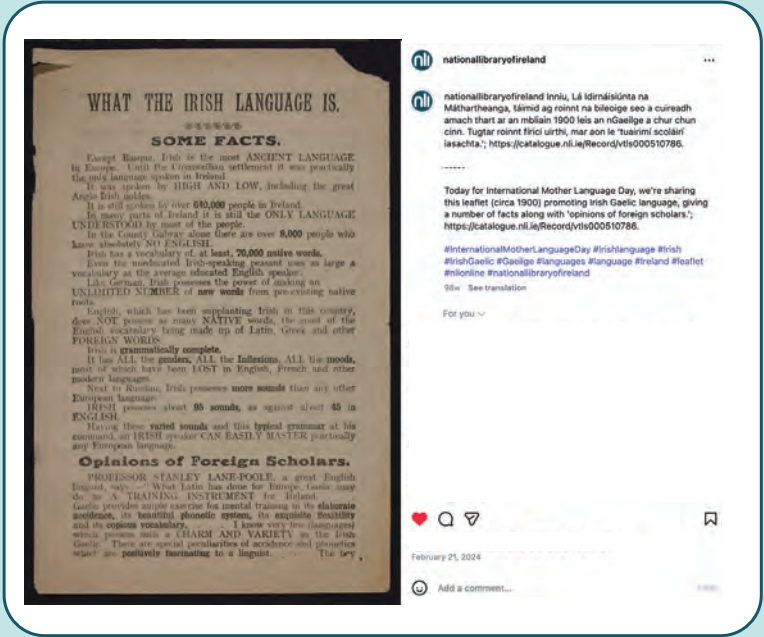 WHAT THE IRISH LANGUAGE IS.
SOME FACTS.
Except Basque, Irish is the most ANCIENT LANGUAGE
in Europe. Until the Cromwellian settlement it was practically
the only language spoken in Ireland.
It was spoken by HIGH AND LOW, including the great
Anglo-Irish nobles.
It is still spoken by over 640,000 people in Ireland.
In many parts of Ireland it is still the ONLY LANGUAGE
UNDERSTOOD by most of the people.
In the County Galway alone there are over 9,000 people who
know absolutely NO ENGLISH.
Irish has a vocabulary of, at least, 70,000 native words.
Even the uneducated Irish-speaking peasant uses as large a
vocabulary as the average educated English speaker.
Like German, Irish possesses the power of making an
UNLIMITED NUMBER of new words from pre-existing native
roots.
English, which has been supplanting Irish in this country,
does NOT possess as many NATIVE words, the most of the
English vocabulary being made up of Latin, Greek and other
FOREIGN WORDS.
Irish is grammatically complete.
It has ALL the genders, ALL the Inflexions, ALL the moods,
most of which have been LOST in English, French and other
modern languages.
Next to Russian, Irish possesses more sounds than any other
European language.
IRISH possesses about 95 sounds, as against about 45 in
ENGLISH.
Having these varied sounds and this typical grammar at his
command, an IRISH speaker CAN EASILY MASTER practically
any European language.
Opinions of Foreign Scholars.
PROFESSOR STANLEY LANE-POOLE, a great English
linguist, says :— What Latin has done for Europe, Gaelic may
do as A TRAINING INSTRUMENT for Ireland.
Gaelic provides ample exercise for mental training in its elaborate
accidence, its beautiful phonetic system, its exquisite flexibility
and its copious vocabulary. . . . I know very few (languages)
which possess such a CHARM AND VARIETY as the Irish
Gaelic. There are special peculiarities of accidence and phonetics
which are positively fascinating to a linguist. . . . The
nli nationallibraryofireland
nli nationallibraryofireland Inniu, Lá Idirnáisiúnta na
Máthartheanga, táimid ag roinnt na bileoige seo a cuireadh
amach thart ar an mbliain 1900 leis an nGaeilge a chur chun
cinn. Tugtar roinnt fíricí uirthi, mar aon le 'tuairimí scoláirí
iasachta.'; https://catalogue.nli.ie/Record/vtls000510786.
-----
Today for International Mother Language Day, we're sharing
this leaflet (circa 1900) promoting Irish Gaelic language, giving
a number of facts along with 'opinions of foreign scholars.';
https://catalogue.nli.ie/Record/vtls000510786.
#InternationalMotherLanguageDay #Irishlanguage #Irish
#IrishGaelic #Gaeilge #languages #language #Ireland #leaflet
#nlionline #nationallibraryofireland
98w See translation
For you
February 21, 2024
Add a comment...